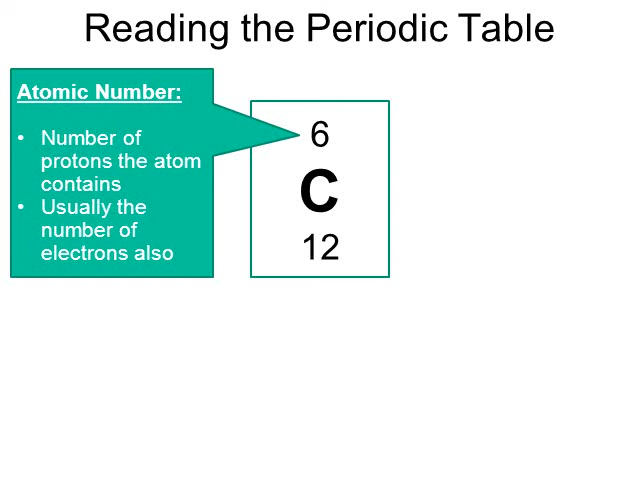 Reading the Periodic Table
Atomic Number:
• Number of
protons the atom
contains
• Usually the
number of
electrons also
6
C
12